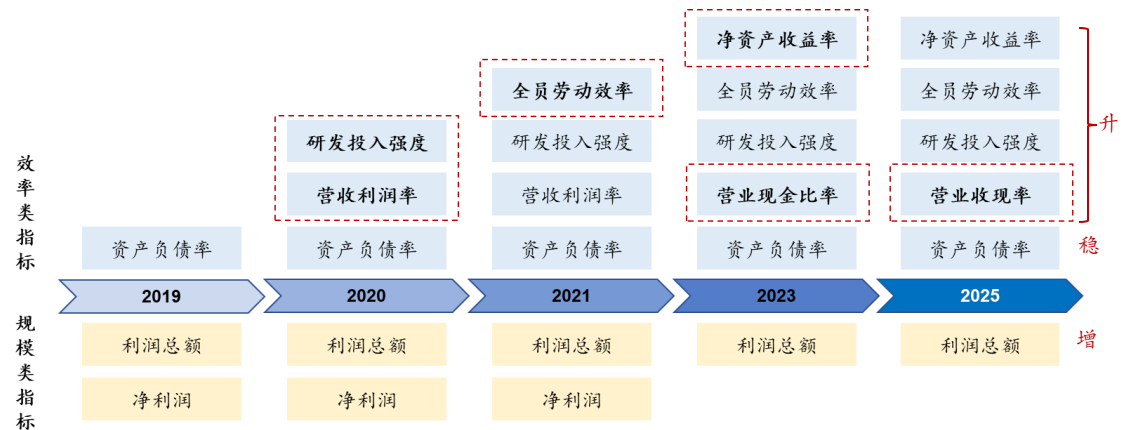 净资产收益率 净资产收益率
全员劳动效率 全员劳动效率 全员劳动效率
升
研发投入强度 研发投入强度 研发投入强度 研发投入强度
效率类指标
营收利润率 营收利润率 营业现金比率 营业收现率
资产负债率 资产负债率 资产负债率 资产负债率 资产负债率
稳
2019 2020 2021 2023 2025
规模类指标
利润总额 利润总额 利润总额 利润总额 利润总额
增
净利润 净利润 净利润